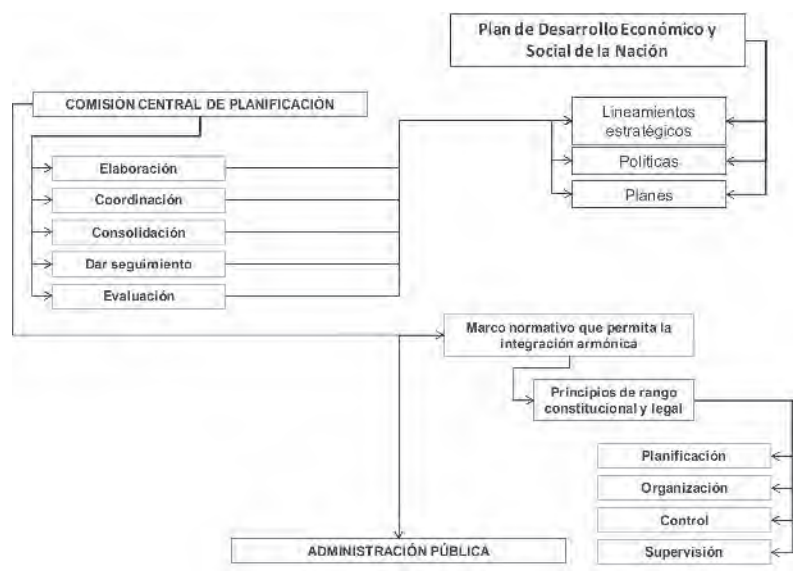 Plan de Desarrollo Económico y
Social de la Nación
COMISIÓN CENTRAL DE PLANIFICACIÓN
Lineamientos
estratégicos
Políticas
Planes
Elaboración
Coordinación
Consolidación
Dar seguimiento
Evaluación
Marco normativo que permita la
integración armónica
Principios de rango
constitucional y legal
Planificación
Organización
Control
Supervisión
ADMINISTRACIÓN PÚBLICA